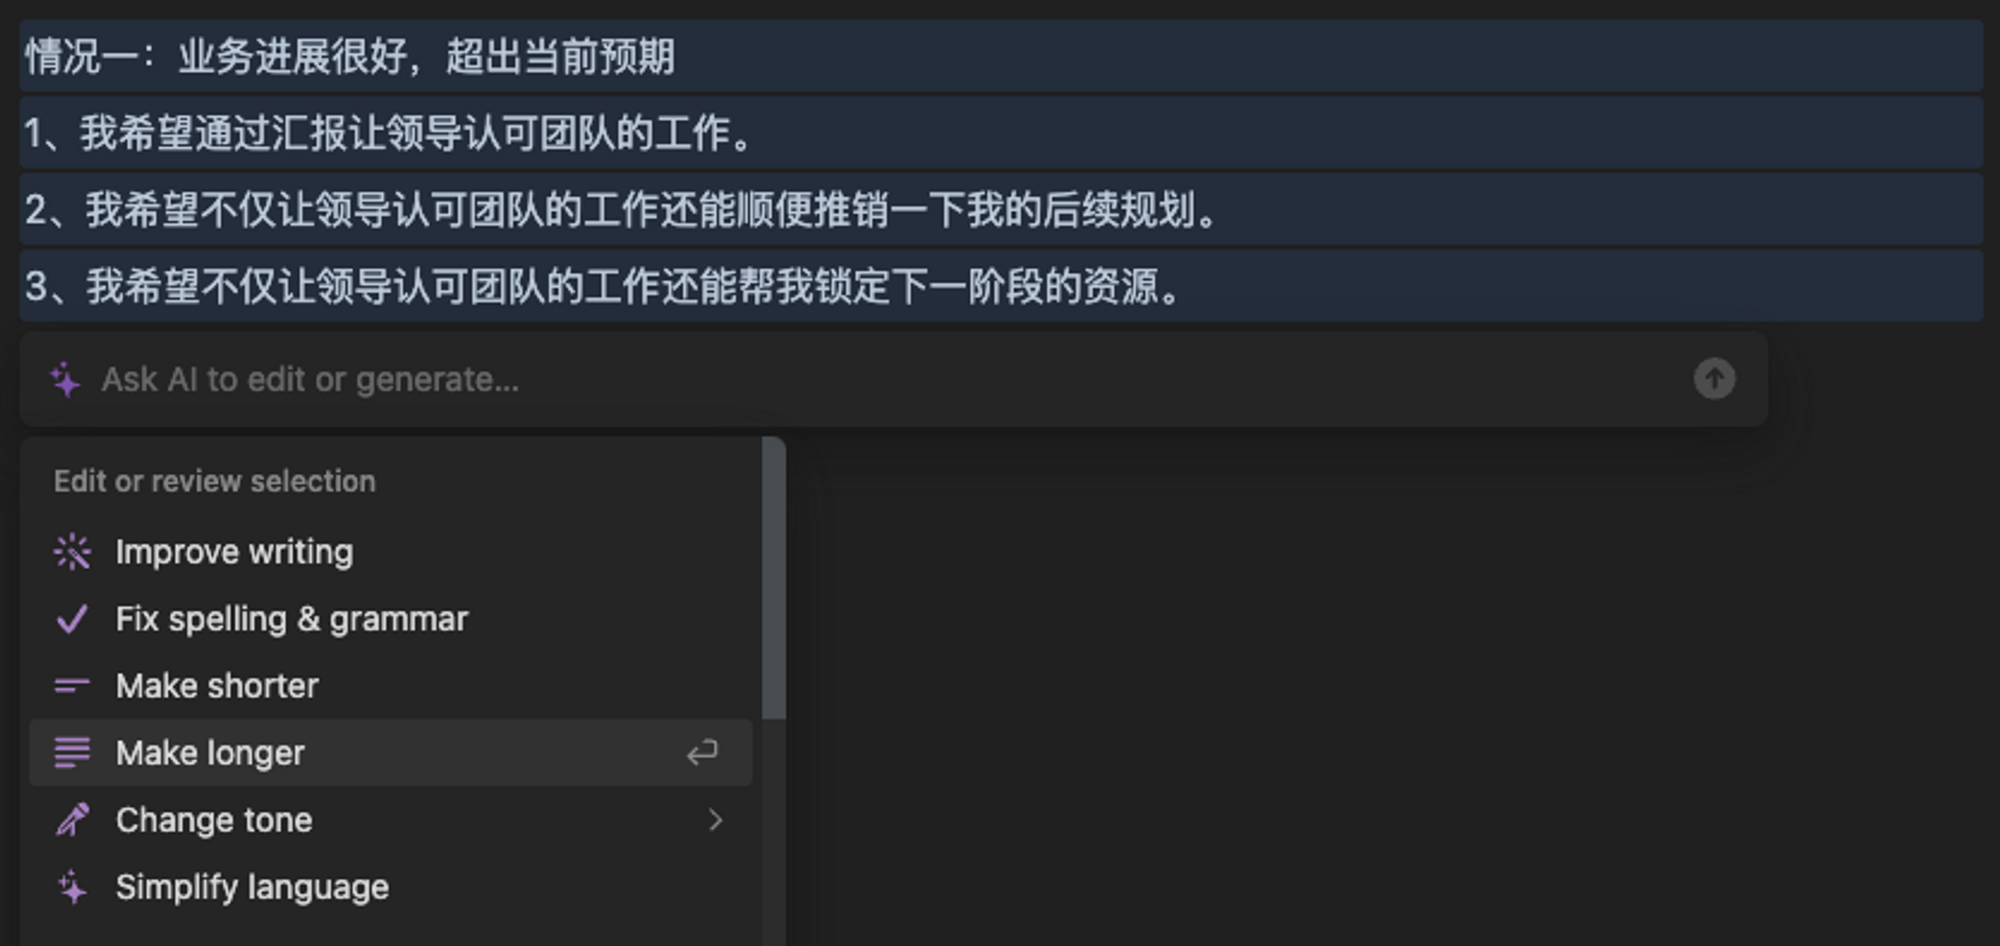 情况一：业务进展很好，超出当前预期
1、我希望通过汇报让领导认可团队的工作。
2、我希望不仅让领导认可团队的工作还能顺便推销一下我的后续规划。
3、我希望不仅让领导认可团队的工作还能帮我锁定下一阶段的资源。
Ask AI to edit or generate...
Edit or review selection
Improve writing
Fix spelling & grammar
Make shorter
Make longer
Change tone
Simplify language